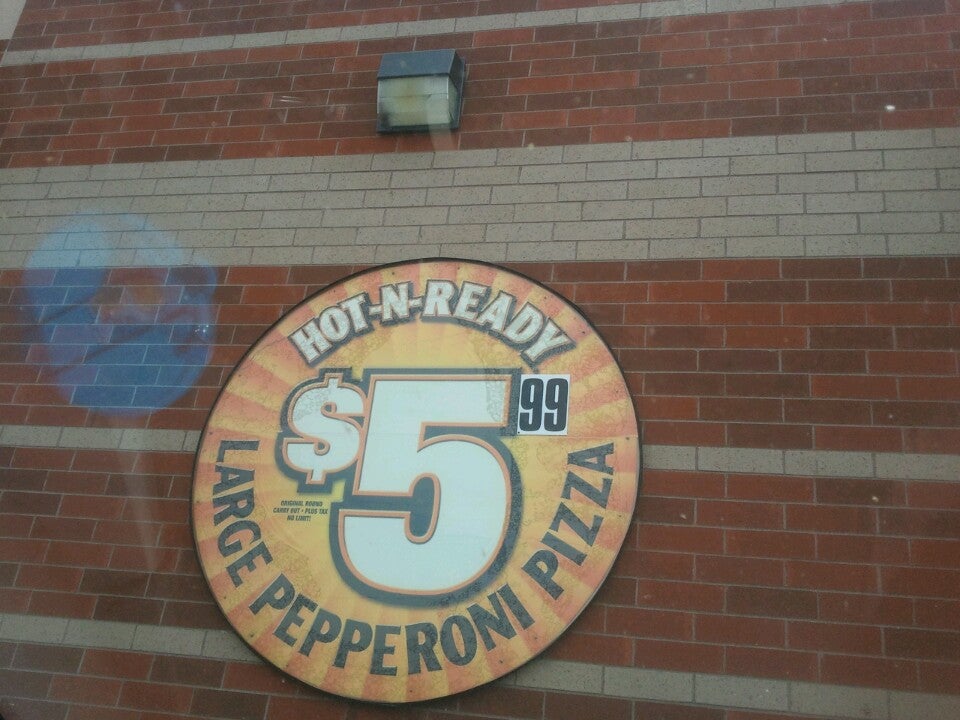 HOT-N-READY
$5 99
ORIGINAL ROUND
CARRY OUT • PLUS TAX
NO LIMIT!
LARGE PEPPERONI PIZZA